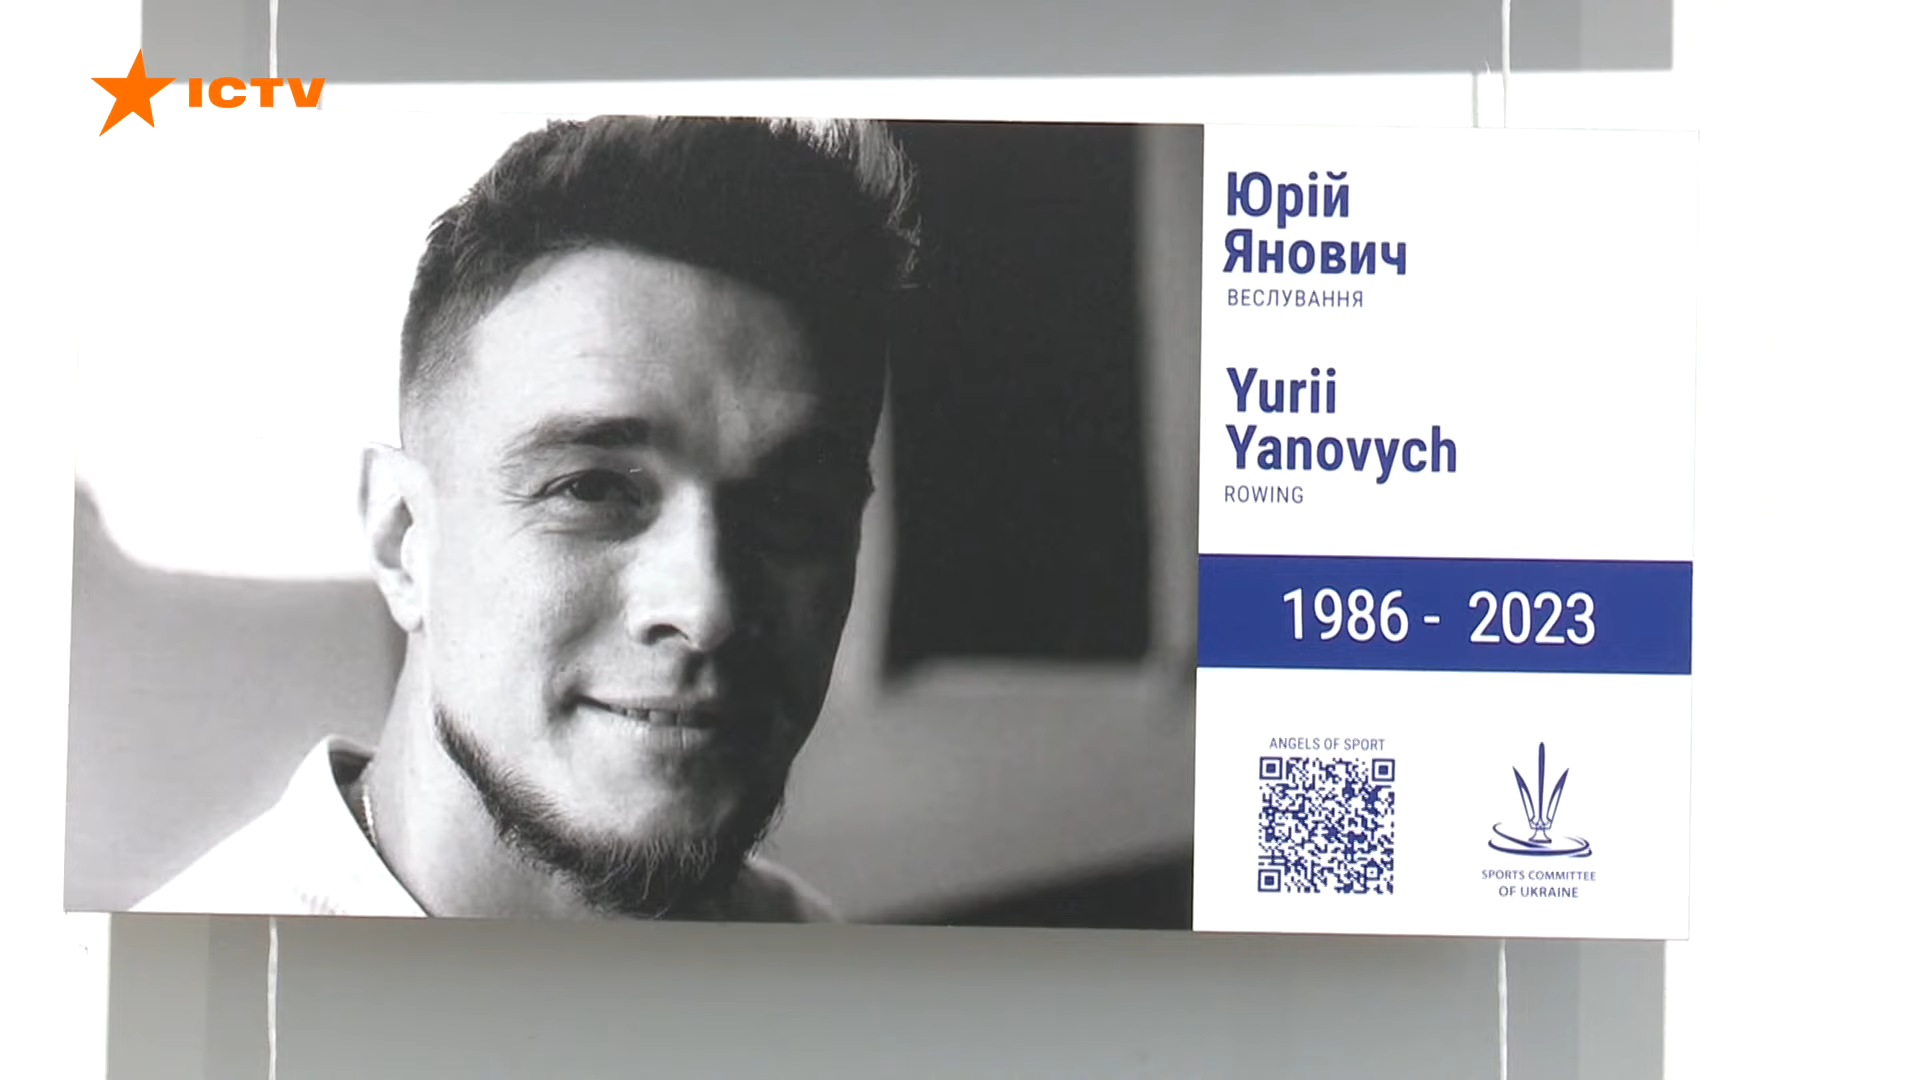 ICTV
Юрій
Янович
ВЕСЛУВАННЯ
Yurii
Yanovych
ROWING
1986 - 2023
ANGELS OF SPORT
SPORTS COMMITTEE
OF UKRAINE